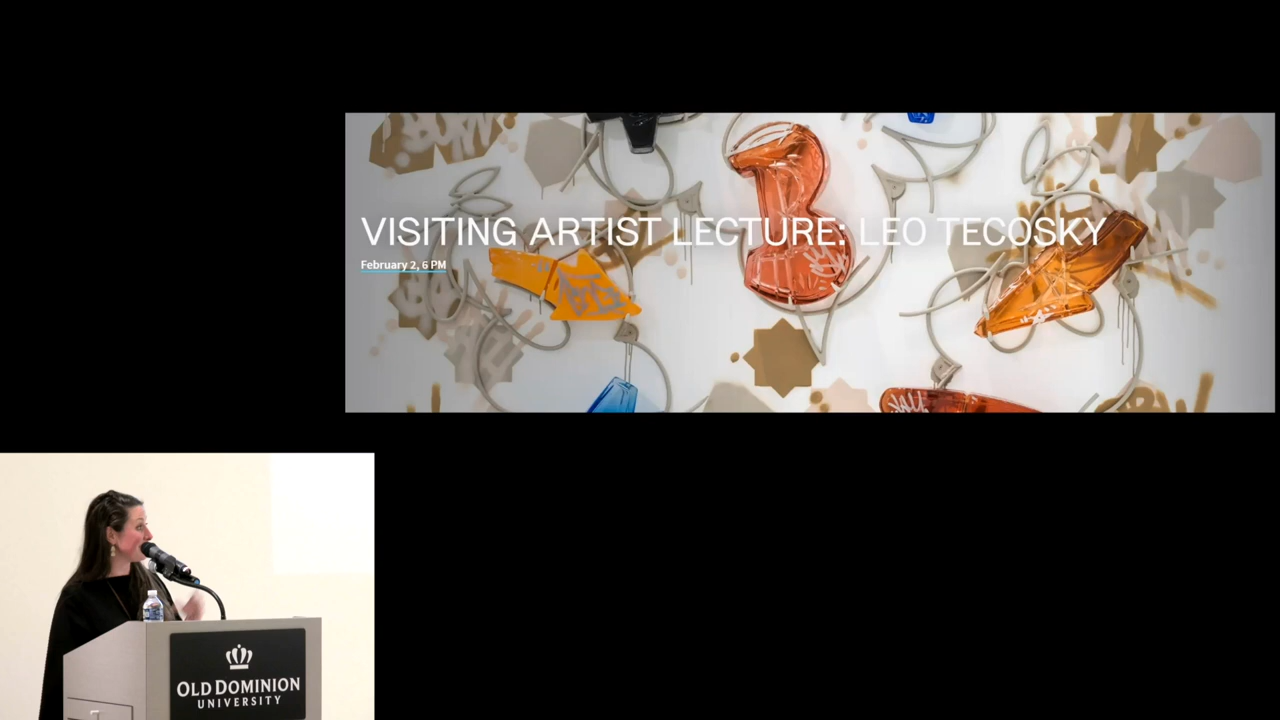 VISITING ARTIST LECTURE: LEO TECOSKY
February 2, 6 PM
OLD DOMINION
UNIVERSITY